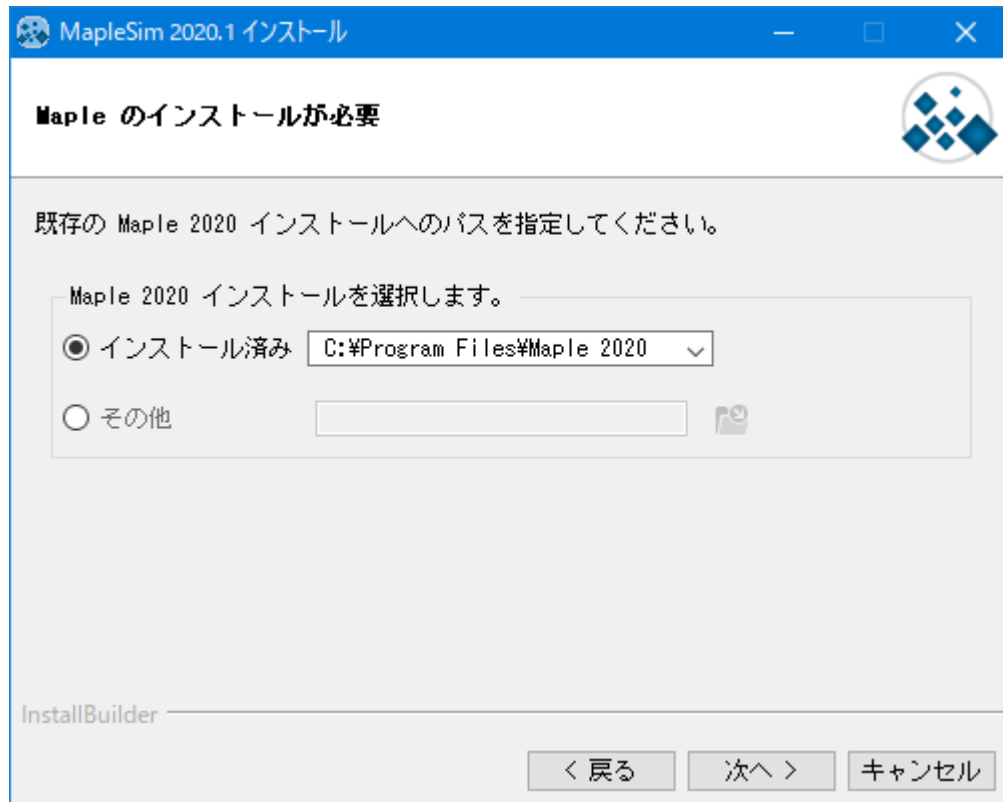 MapleSim 2020.1 インストール
Maple のインストールが必要
既存の Maple 2020 インストールへのパスを指定してください。
Maple 2020 インストールを選択します。
インストール済み C:¥Program Files¥Maple 2020
その他
InstallBuilder
< 戻る 次へ > キャンセル